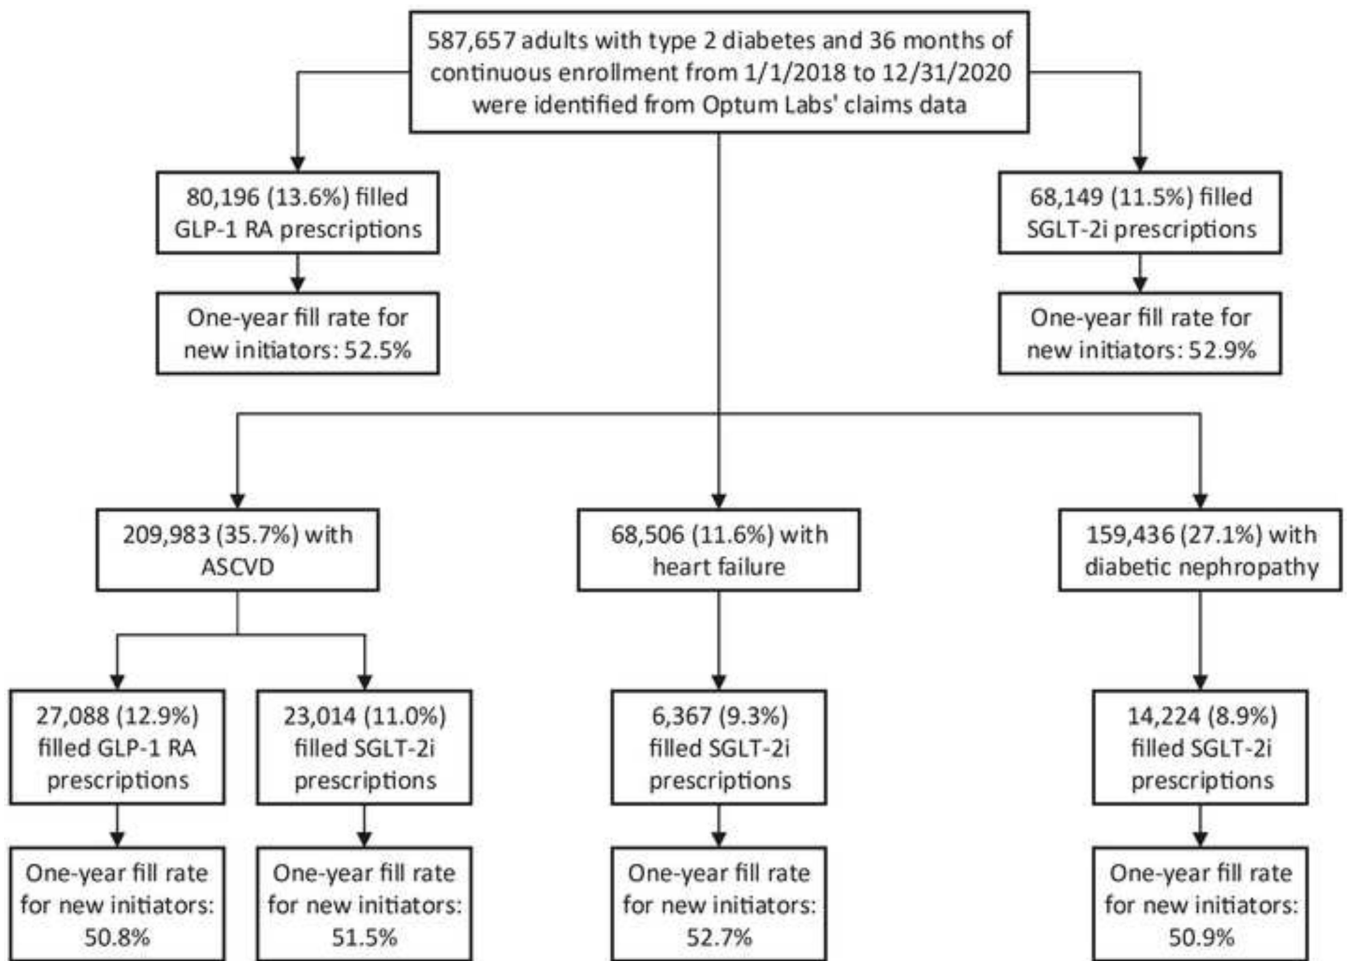 587,657 adults with type 2 diabetes and 36 months of
continuous enrollment from 1/1/2018 to 12/31/2020
were identified from Optum Labs' claims data
80,196 (13.6%) filled
GLP-1 RA prescriptions
68,149 (11.5%) filled
SGLT-2i prescriptions
One-year fill rate for
new initiators: 52.5%
One-year fill rate for
new initiators: 52.9%
209,983 (35.7%) with
ASCVD
68,506 (11.6%) with
heart failure
159,436 (27.1%) with
diabetic nephropathy
27,088 (12.9%)
filled GLP-1 RA
prescriptions
23,014 (11.0%)
filled SGLT-2i
prescriptions
6,367 (9.3%)
filled SGLT-2i
prescriptions
14,224 (8.9%)
filled SGLT-2i
prescriptions
One-year fill rate
for new initiators:
50.8%
One-year fill rate
for new initiators:
51.5%
One-year fill rate
for new initiators:
52.7%
One-year fill rate
for new initiators:
50.9%